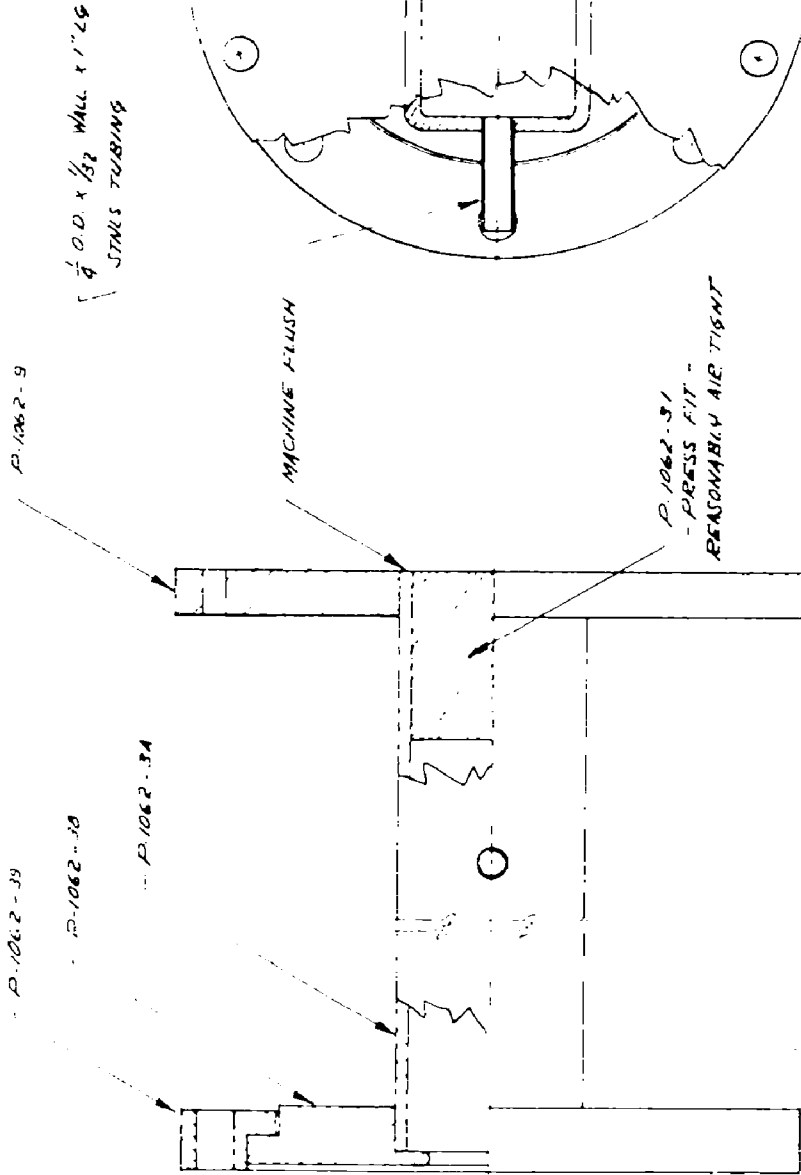 P-1062-39
P-1062-38
P-1062-3A
P-1062-9
MACHINE FLUSH
P-1062-31
- PRESS FIT -
REASONABLY AIR TIGHT
1/4 O.D. x 1/32 WALL x 1" LG
STNLS TUBING